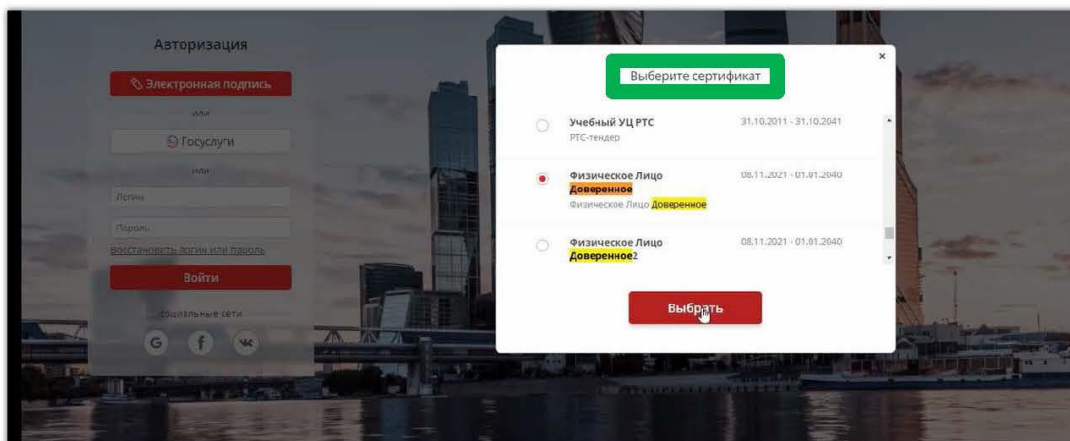 Авторизация
Электронная подпись
или
Госуслуги
или
Логин
Пароль
Восстановить логин или пароль
Войти
социальные сети
G f
Выберите сертификат
×
Учебный УЦ РТС 31.10.2011 - 31.10.2041
РТС-тендер
Физическое Лицо 08.11.2021 - 01.01.2040
Доверенное
Физическое Лицо Доверенное
Физическое Лицо 08.11.2021 - 01.01.2040
Доверенное2
Выбрать